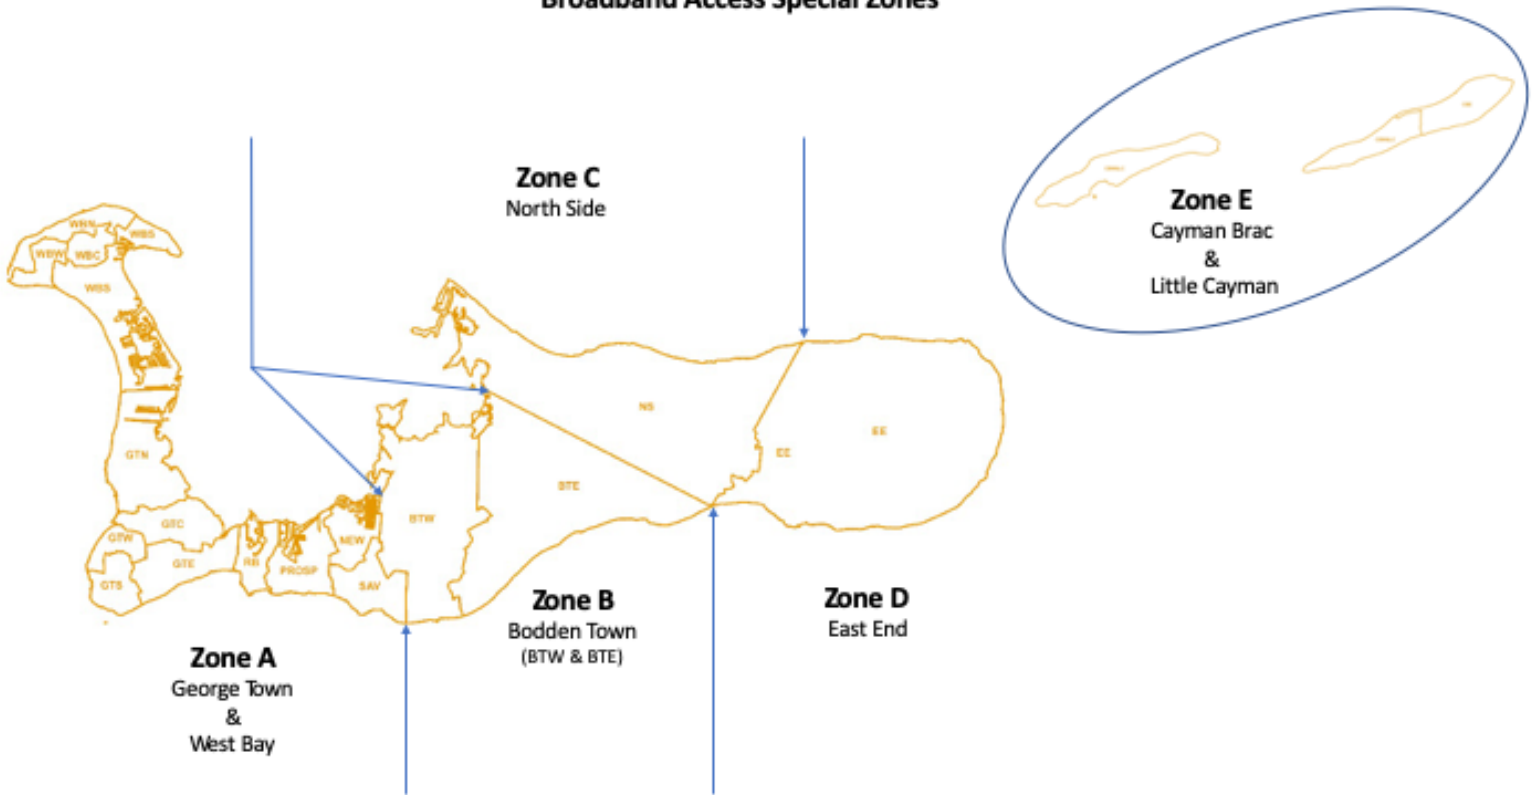 Broadband Access Special Zones
Zone C
North Side
Zone E
Cayman Brac
&
Little Cayman
WBN
WBS
WBW
WBC
WBS
NS
EE
EE
GTN
BTE
BTW
GTC
GTW
NEW
GTE
RB
PROSP
GTS
SAV
Zone B
Bodden Town
(BTW & BTE)
Zone D
East End
Zone A
George Town
&
West Bay